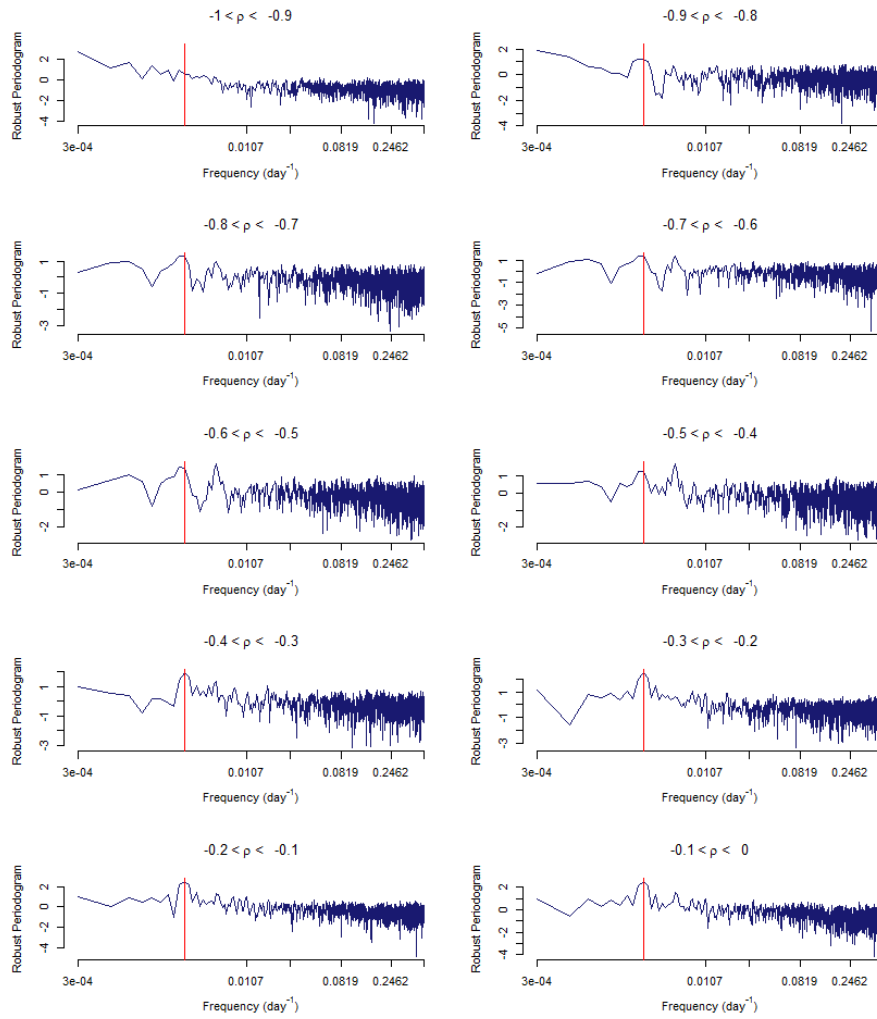 -1 < ρ < -0.9
Robust Periodogram
2
0
-2
-4
3e-04 0.0107 0.0819 0.2462
Frequency (day⁻¹)
-0.9 < ρ < -0.8
Robust Periodogram
2
0
-2
-4
3e-04 0.0107 0.0819 0.2462
Frequency (day⁻¹)
-0.8 < ρ < -0.7
Robust Periodogram
1
-1
-3
3e-04 0.0107 0.0819 0.2462
Frequency (day⁻¹)
-0.7 < ρ < -0.6
Robust Periodogram
1
-1
-3
-5
3e-04 0.0107 0.0819 0.2462
Frequency (day⁻¹)
-0.6 < ρ < -0.5
Robust Periodogram
1
0
-2
3e-04 0.0107 0.0819 0.2462
Frequency (day⁻¹)
-0.5 < ρ < -0.4
Robust Periodogram
1
0
-2
3e-04 0.0107 0.0819 0.2462
Frequency (day⁻¹)
-0.4 < ρ < -0.3
Robust Periodogram
1
-1
-3
3e-04 0.0107 0.0819 0.2462
Frequency (day⁻¹)
-0.3 < ρ < -0.2
Robust Periodogram
1
-1
-3
3e-04 0.0107 0.0819 0.2462
Frequency (day⁻¹)
-0.2 < ρ < -0.1
Robust Periodogram
2
0
-2
-4
3e-04 0.0107 0.0819 0.2462
Frequency (day⁻¹)
-0.1 < ρ < 0
Robust Periodogram
2
0
-2
-4
3e-04 0.0107 0.0819 0.2462
Frequency (day⁻¹)